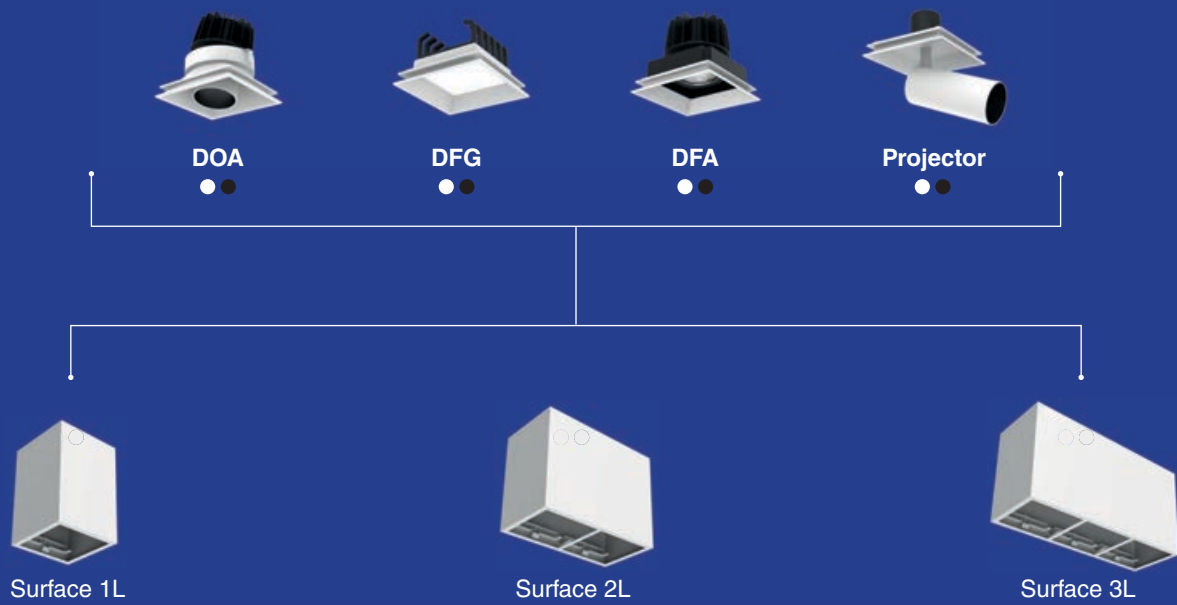 DOA
DFG
DFA
Projector
Surface 1L
Surface 2L
Surface 3L